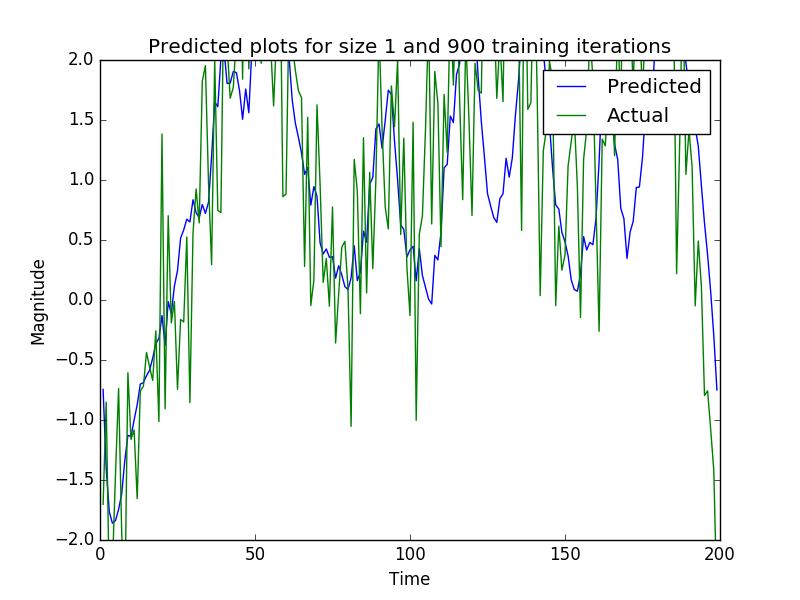 Predicted plots for size 1 and 900 training iterations
2.0
1.5
1.0
0.5
0.0
−0.5
−1.0
−1.5
−2.0
Magnitude
Predicted
Actual
0 50 100 150 200
Time